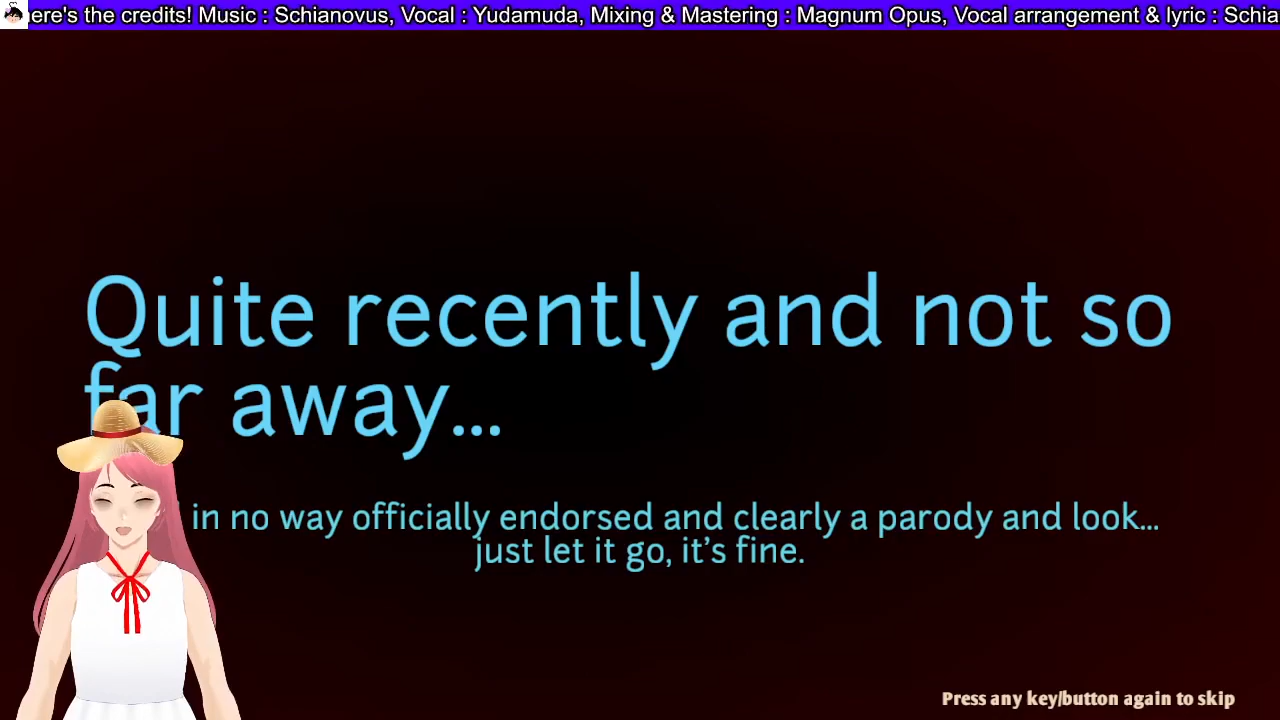 ere's the credits! Music : Schianovus, Vocal : Yudamuda, Mixing & Mastering : Magnum Opus, Vocal arrangement & lyric : Schia
Quite recently and not so
far away...
in no way officially endorsed and clearly a parody and look...
just let it go, it's fine.
Press any key/button again to skip